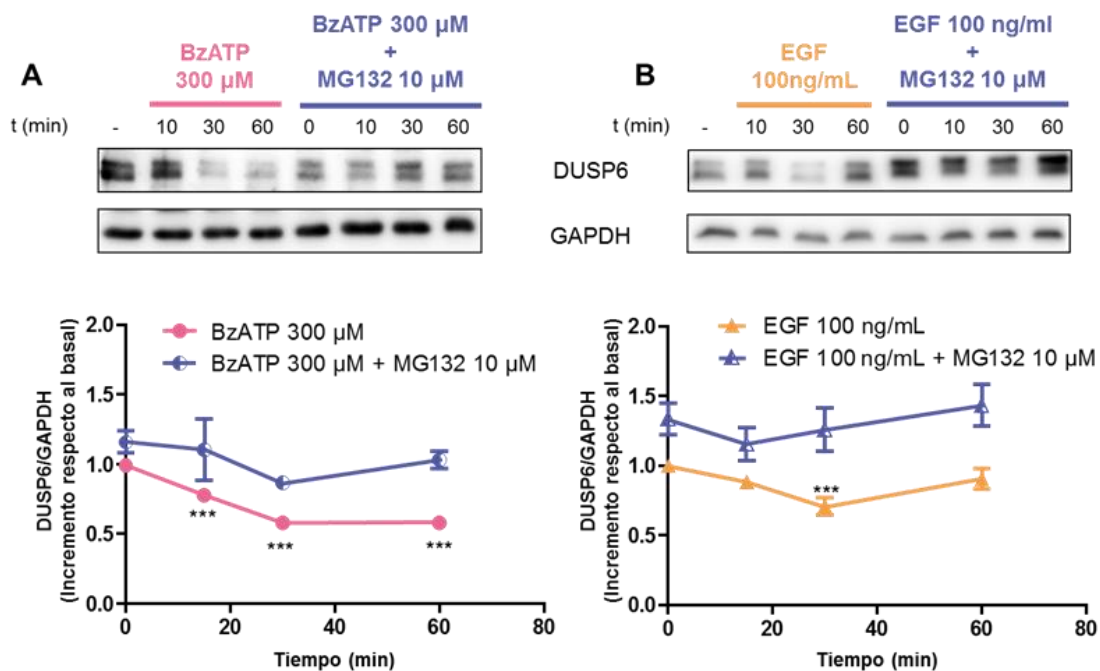 A
BzATP
300 µM
BzATP 300 µM
+
MG132 10 µM
t (min) - 10 30 60 0 10 30 60
B
EGF
100ng/mL
EGF 100 ng/ml
+
MG132 10 µM
t (min) - 10 30 60 0 10 30 60
DUSP6
GAPDH
BzATP 300 µM
BzATP 300 µM + MG132 10 µM
DUSP6/GAPDH
(Incremento respecto al basal)
2.0
1.5
1.0
0.5
0.0
***
***
***
0 20 40 60 80
Tiempo (min)
EGF 100 ng/mL
EGF 100 ng/mL + MG132 10 µM
DUSP6/GAPDH
(Incremento respecto al basal)
2.0
1.5
1.0
0.5
0.0
***
0 20 40 60 80
Tiempo (min)